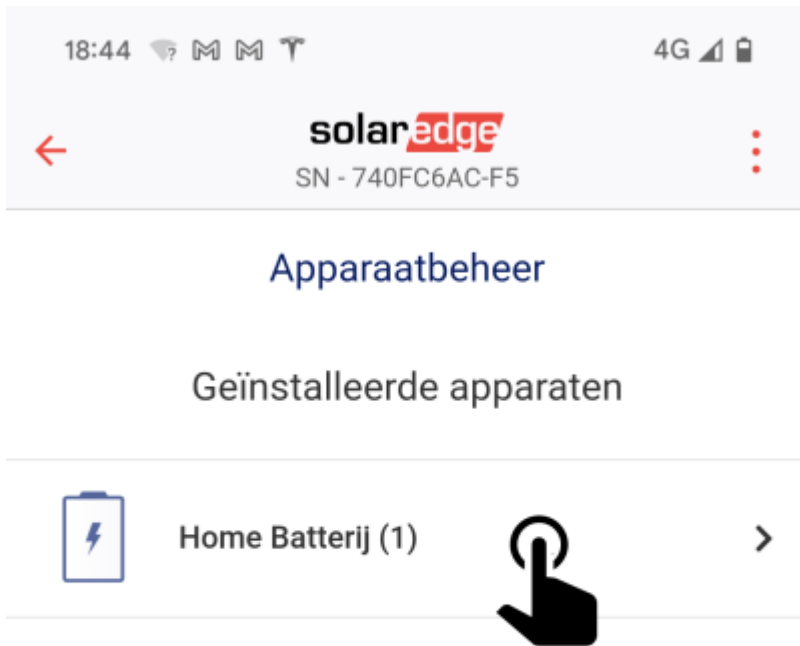 18:44 4G
solaredge
SN - 740FC6AC-F5
Apparaatbeheer
Geïnstalleerde apparaten
Home Batterij (1)